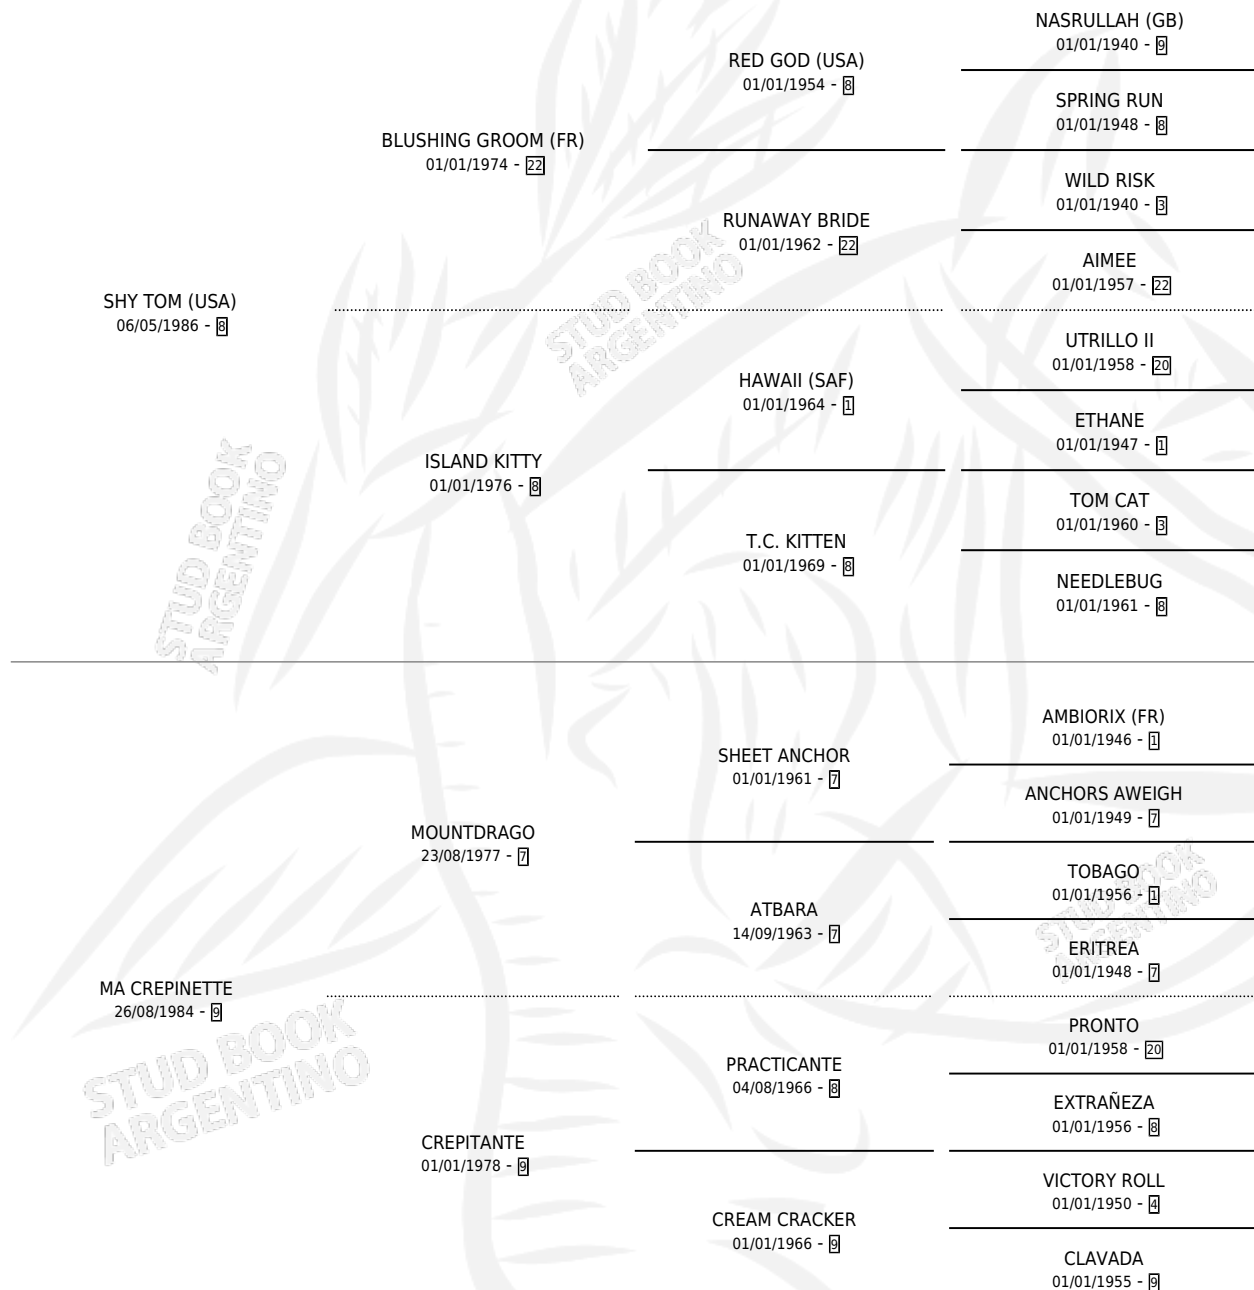 NASRULLAH (GB)
01/01/1940 - 9
RED GOD (USA)
01/01/1954 - 8
SPRING RUN
01/01/1948 - 8
BLUSHING GROOM (FR)
01/01/1974 - 22
WILD RISK
01/01/1940 - 3
RUNAWAY BRIDE
01/01/1962 - 22
AIMEE
01/01/1957 - 22
SHY TOM (USA)
06/05/1986 - 8
UTRILLO II
01/01/1958 - 20
HAWAII (SAF)
01/01/1964 - 1
ETHANE
01/01/1947 - 1
ISLAND KITTY
01/01/1976 - 8
TOM CAT
01/01/1960 - 3
T.C. KITTEN
01/01/1969 - 8
NEEDLEBUG
01/01/1961 - 8
AMBIORIX (FR)
01/01/1946 - 1
SHEET ANCHOR
01/01/1961 - 7
ANCHORS AWEIGH
01/01/1949 - 7
MOUNTDRAGO
23/08/1977 - 7
TOBAGO
01/01/1956 - 1
ATBARA
14/09/1963 - 7
ERITREA
01/01/1948 - 7
MA CREPINETTE
26/08/1984 - 9
PRONTO
01/01/1958 - 20
PRACTICANTE
04/08/1966 - 8
EXTRAÑEZA
01/01/1956 - 8
CREPITANTE
01/01/1978 - 9
VICTORY ROLL
01/01/1950 - 4
CREAM CRACKER
01/01/1966 - 9
CLAVADA
01/01/1955 - 9
STUD BOOK
ARGENTINO
STUD BOOK
ARGENTINO
STUD BOOK
ARGENTINO
STUD BOOK
ARGENTINO